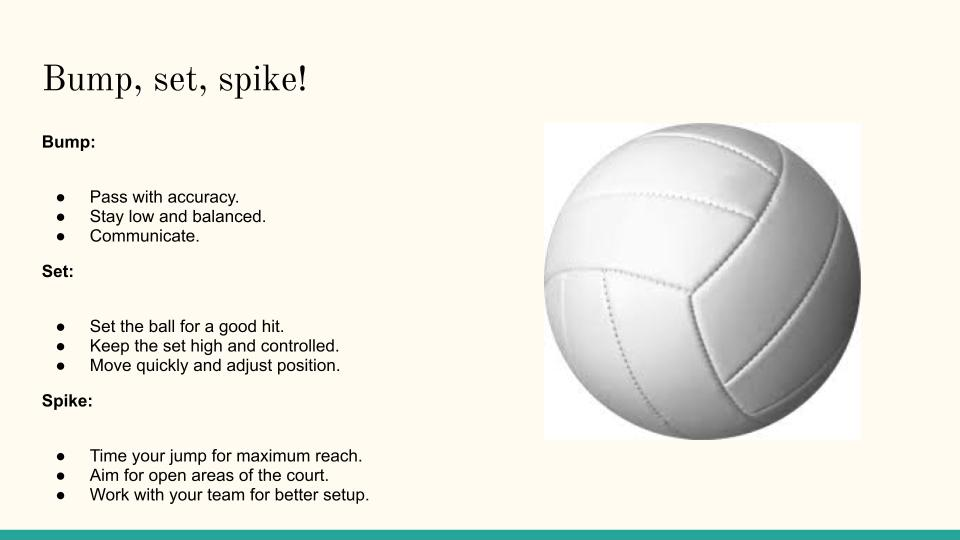 Bump, set, spike!
Bump:
● Pass with accuracy.
● Stay low and balanced.
● Communicate.
Set:
● Set the ball for a good hit.
● Keep the set high and controlled.
● Move quickly and adjust position.
Spike:
● Time your jump for maximum reach.
● Aim for open areas of the court.
● Work with your team for better setup.